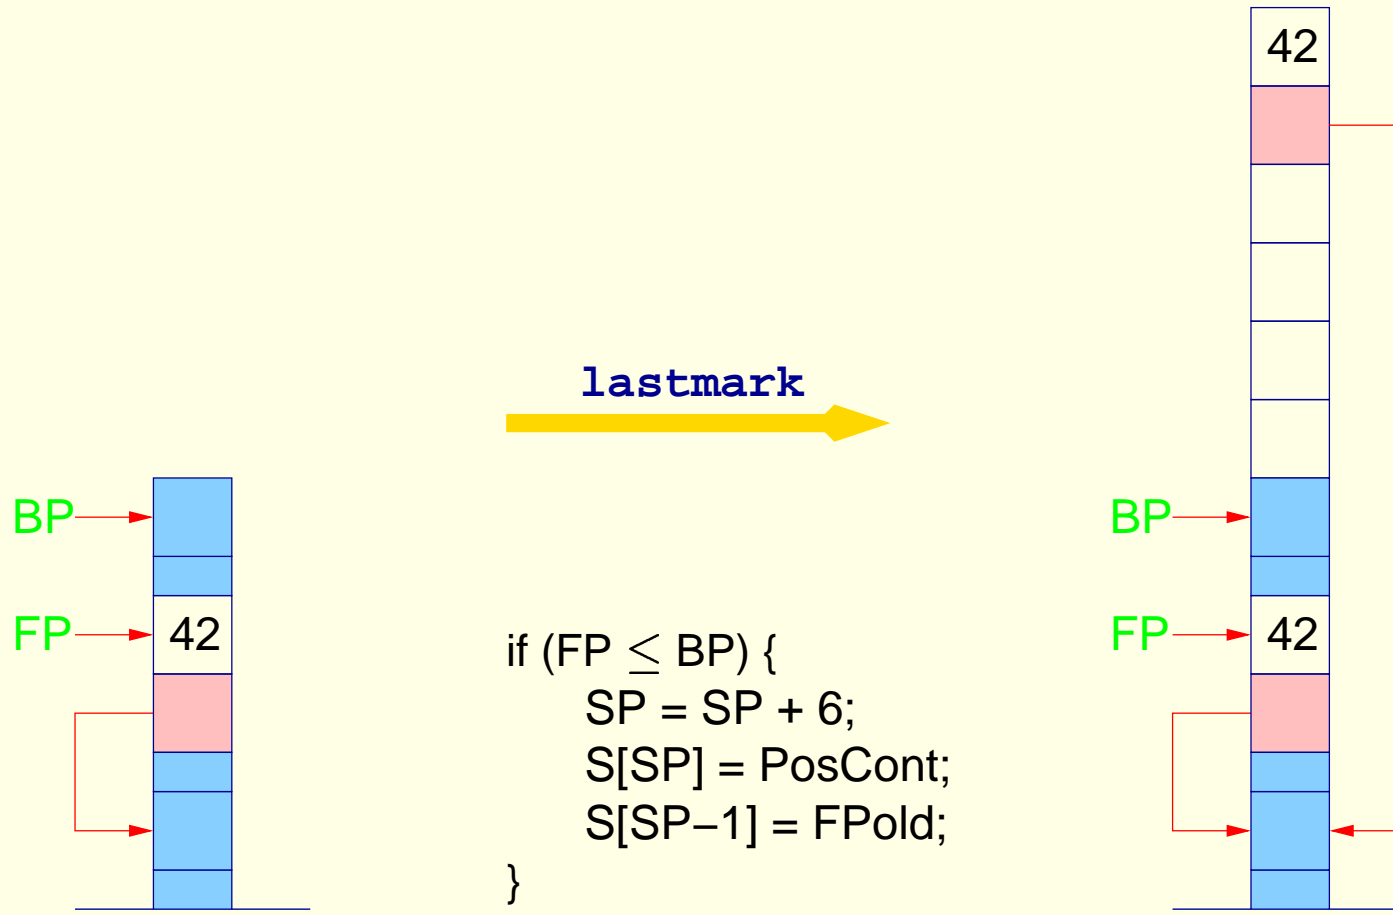 42
lastmark
BP
BP
FP
42
FP
42
if (FP ≤ BP) {
SP = SP + 6;
S[SP] = PosCont;
S[SP−1] = FPold;
}